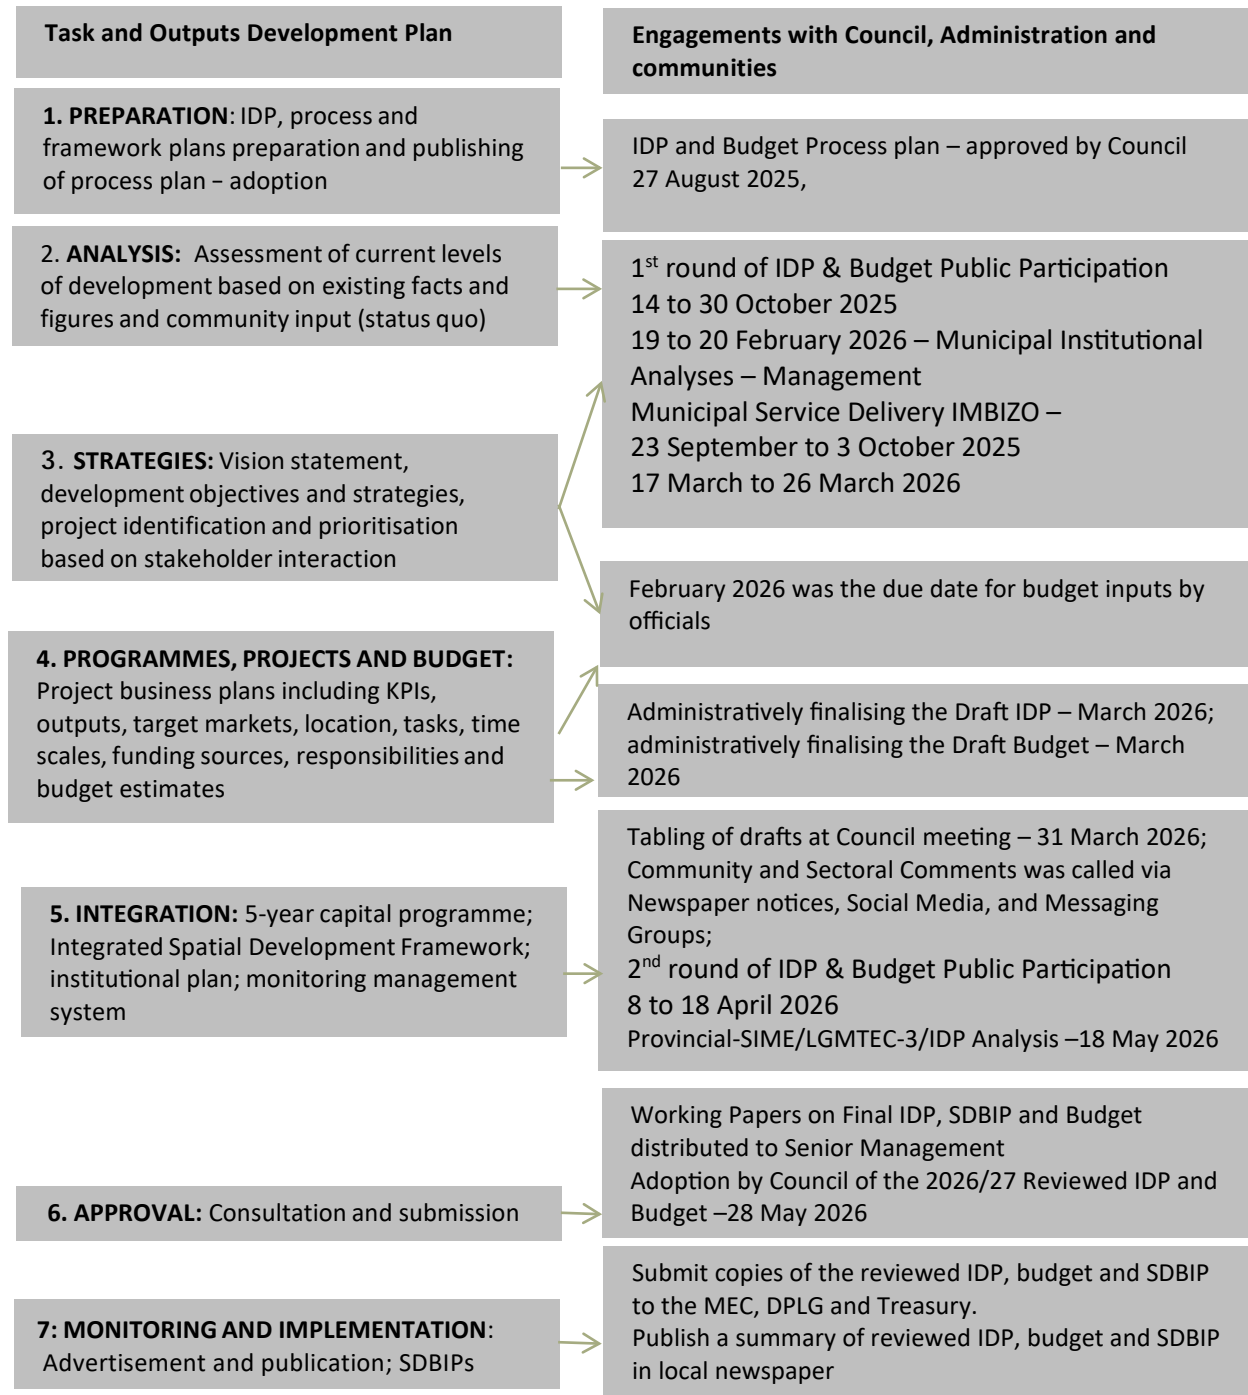 Task and Outputs Development Plan
Engagements with Council, Administration and
communities
1. PREPARATION: IDP, process and
framework plans preparation and publishing
of process plan – adoption
IDP and Budget Process plan – approved by Council
27 August 2025,
2. ANALYSIS: Assessment of current levels
of development based on existing facts and
figures and community input (status quo)
1st round of IDP & Budget Public Participation
14 to 30 October 2025
19 to 20 February 2026 – Municipal Institutional
Analyses – Management
Municipal Service Delivery IMBIZO –
23 September to 3 October 2025
17 March to 26 March 2026
3. STRATEGIES: Vision statement,
development objectives and strategies,
project identification and prioritisation
based on stakeholder interaction
February 2026 was the due date for budget inputs by
officials
4. PROGRAMMES, PROJECTS AND BUDGET:
Project business plans including KPIs,
outputs, target markets, location, tasks, time
scales, funding sources, responsibilities and
budget estimates
Administratively finalising the Draft IDP – March 2026;
administratively finalising the Draft Budget – March
2026
Tabling of drafts at Council meeting – 31 March 2026;
Community and Sectoral Comments was called via
Newspaper notices, Social Media, and Messaging
Groups;
2nd round of IDP & Budget Public Participation
8 to 18 April 2026
Provincial-SIME/LGMTEC-3/IDP Analysis –18 May 2026
5. INTEGRATION: 5-year capital programme;
Integrated Spatial Development Framework;
institutional plan; monitoring management
system
Working Papers on Final IDP, SDBIP and Budget
distributed to Senior Management
Adoption by Council of the 2026/27 Reviewed IDP and
Budget –28 May 2026
6. APPROVAL: Consultation and submission
Submit copies of the reviewed IDP, budget and SDBIP
to the MEC, DPLG and Treasury.
Publish a summary of reviewed IDP, budget and SDBIP
in local newspaper
7: MONITORING AND IMPLEMENTATION:
Advertisement and publication; SDBIPs